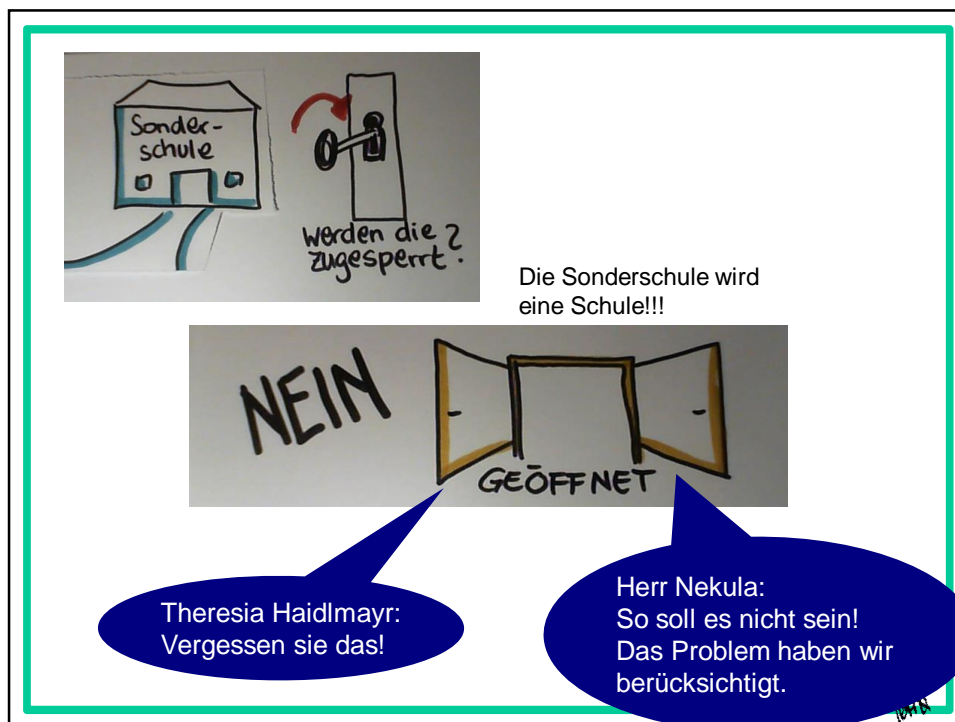 Sonder-
schule
werden die
zugesperrt?
Die Sonderschule wird
eine Schule!!!
NEIN
GEÖFFNET
Theresia Haidlmayr:
Vergessen sie das!
Herr Nekula:
So soll es nicht sein!
Das Problem haben wir
berücksichtigt.